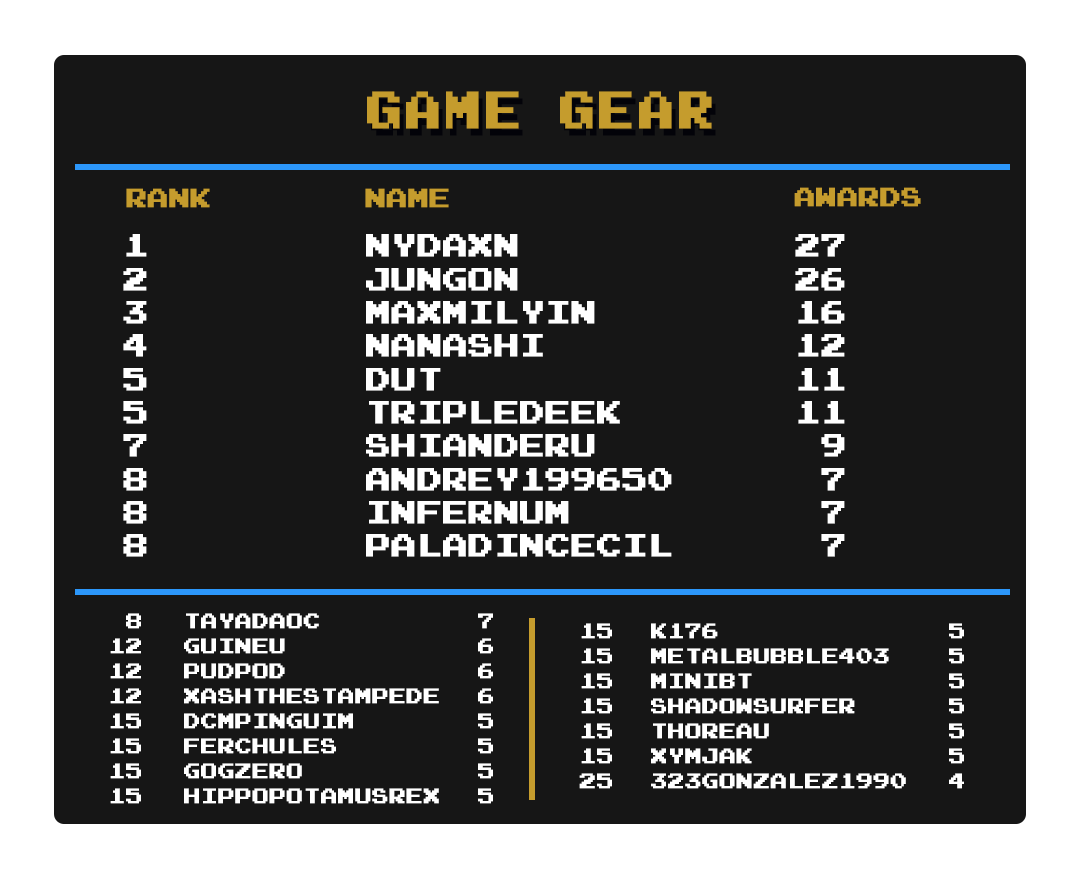 GAME GEAR
RANK NAME AWARDS
1 NYDAXN 27
2 JUNGON 26
3 MAXMILYIN 16
4 NANASHI 12
5 DUT 11
5 TRIPLEDEEK 11
7 SHIANDERU 9
8 ANDREY199650 7
8 INFERNUM 7
8 PALADINCECIL 7
8 TAYADAOC 7
12 GUINEU 6
12 PUDPOD 6
12 XASHTHESTAMPEDE 6
15 DCMPINGUIM 5
15 FERCHULES 5
15 GOGZERO 5
15 HIPPOPOTAMUSREX 5
15 K176 5
15 METALBUBBLE403 5
15 MINIBT 5
15 SHADOWSURFER 5
15 THOREAU 5
15 XYMJAK 5
25 323GONZALEZ1990 4